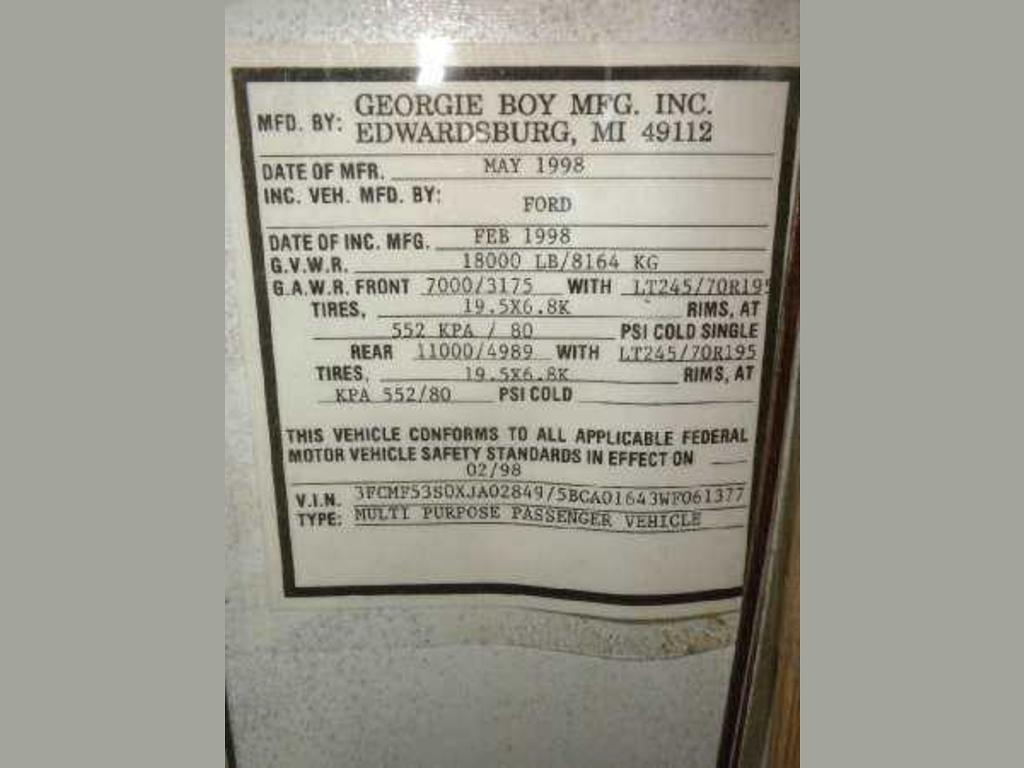 MFD. BY: GEORGIE BOY MFG. INC.
EDWARDSBURG, MI 49112
DATE OF MFR. MAY 1998
INC. VEH. MFD. BY: FORD
DATE OF INC. MFG. FEB 1998
G.V.W.R. 18000 LB/8164 KG
G.A.W.R. FRONT 7000/3175 WITH LT245/70R195
TIRES, 19.5X6.8K RIMS, AT
552 KPA / 80 PSI COLD SINGLE
REAR 11000/4989 WITH LT245/70R195
TIRES, 19.5X6.8K RIMS, AT
KPA 552/80 PSI COLD
THIS VEHICLE CONFORMS TO ALL APPLICABLE FEDERAL
MOTOR VEHICLE SAFETY STANDARDS IN EFFECT ON
02/98
V.I.N. 3FCMF53S0XJA02849/5BCA01643WF061377
TYPE: MULTI PURPOSE PASSENGER VEHICLE